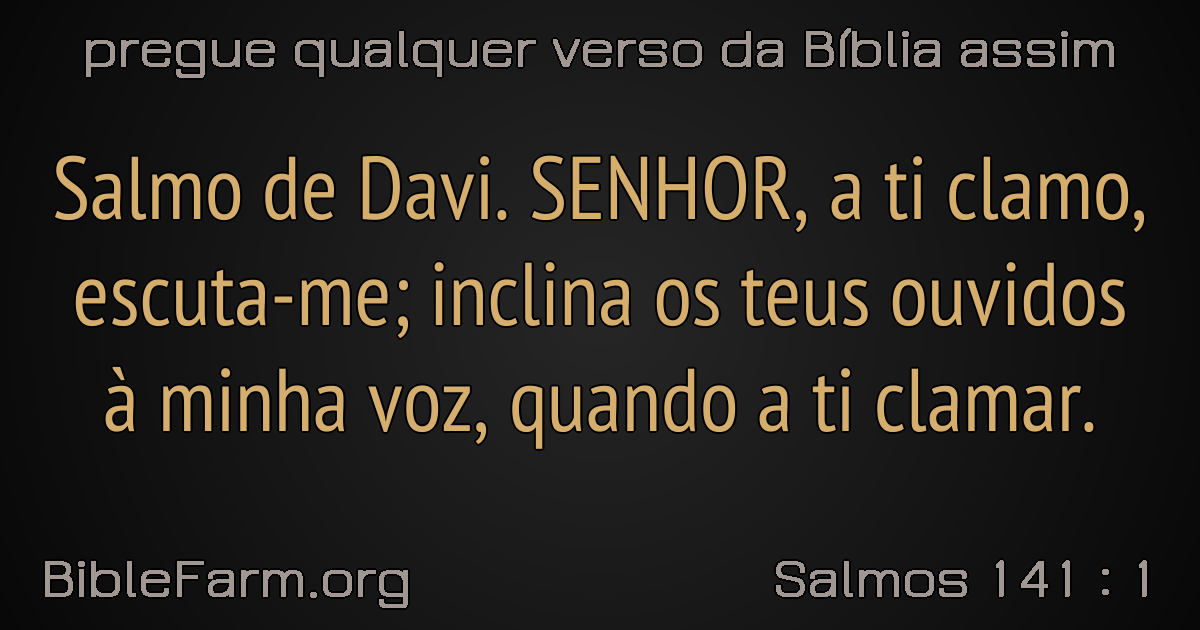 pregue qualquer verso da Bíblia assim
Salmo de Davi. SENHOR, a ti clamo,
escuta-me; inclina os teus ouvidos
à minha voz, quando a ti clamar.
BibleFarm.org
Salmos 141 : 1